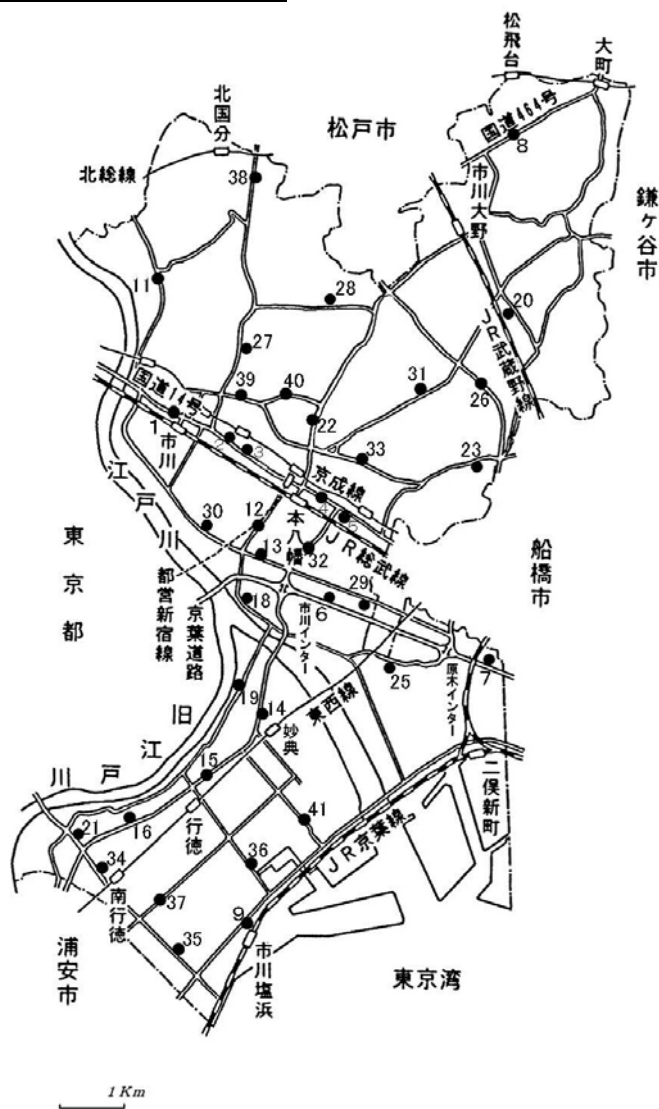 松飛台
大町
北国分
松戸市
国道464号
8
北総線
38
市川大野
鎌ヶ谷市
11
28
20
JR武蔵野線
27
国道14号
39
40
31
26
1
市川
2
3
22
33
23
京成線
江戸川
30
12
本八幡
4
5
JR総武線
13
32
東京都
船橋市
都営新宿線
京葉道路
18
市川インター
6
29
7
25
原木インター
19
14
東西線
妙典
旧江戸川
15
二俣新町
行徳
41
16
21
36
JR京葉線
34
37
南行徳
9
35
市川塩浜
浦安市
東京湾
1 Km